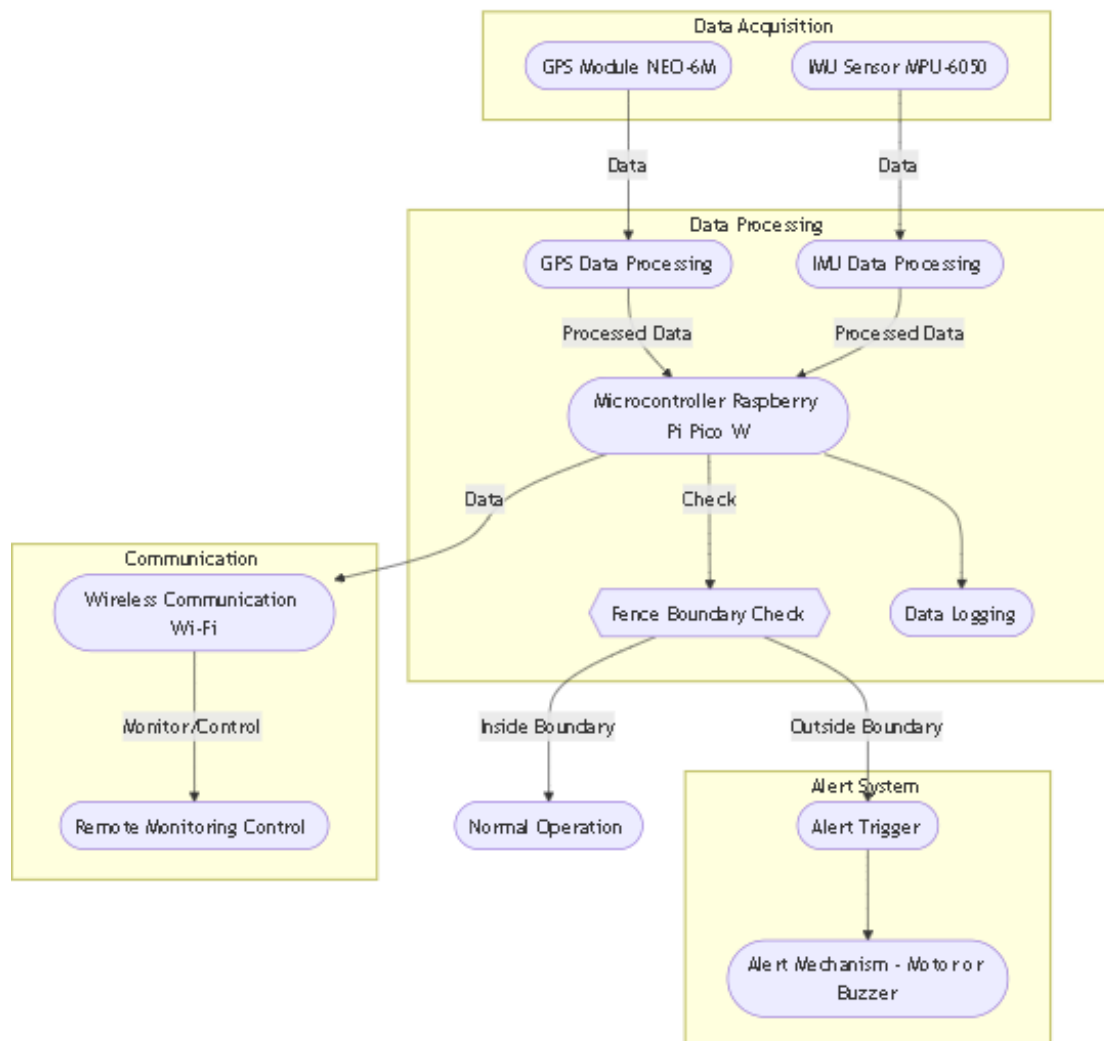 Data Acquisition
GPS Module NEO-6M
IMU Sensor MPU-6050
Data
Data
Data Processing
GPS Data Processing
IMU Data Processing
Processed Data
Processed Data
Microcontroller Raspberry
Pi Pico W
Data
Check
Communication
Wireless Communication
Wi-Fi
Fence Boundary Check
Data Logging
Monitor/Control
Inside Boundary
Outside Boundary
Alert System
Remote Monitoring Control
Normal Operation
Alert Trigger
Alert Mechanism - Motor or
Buzzer